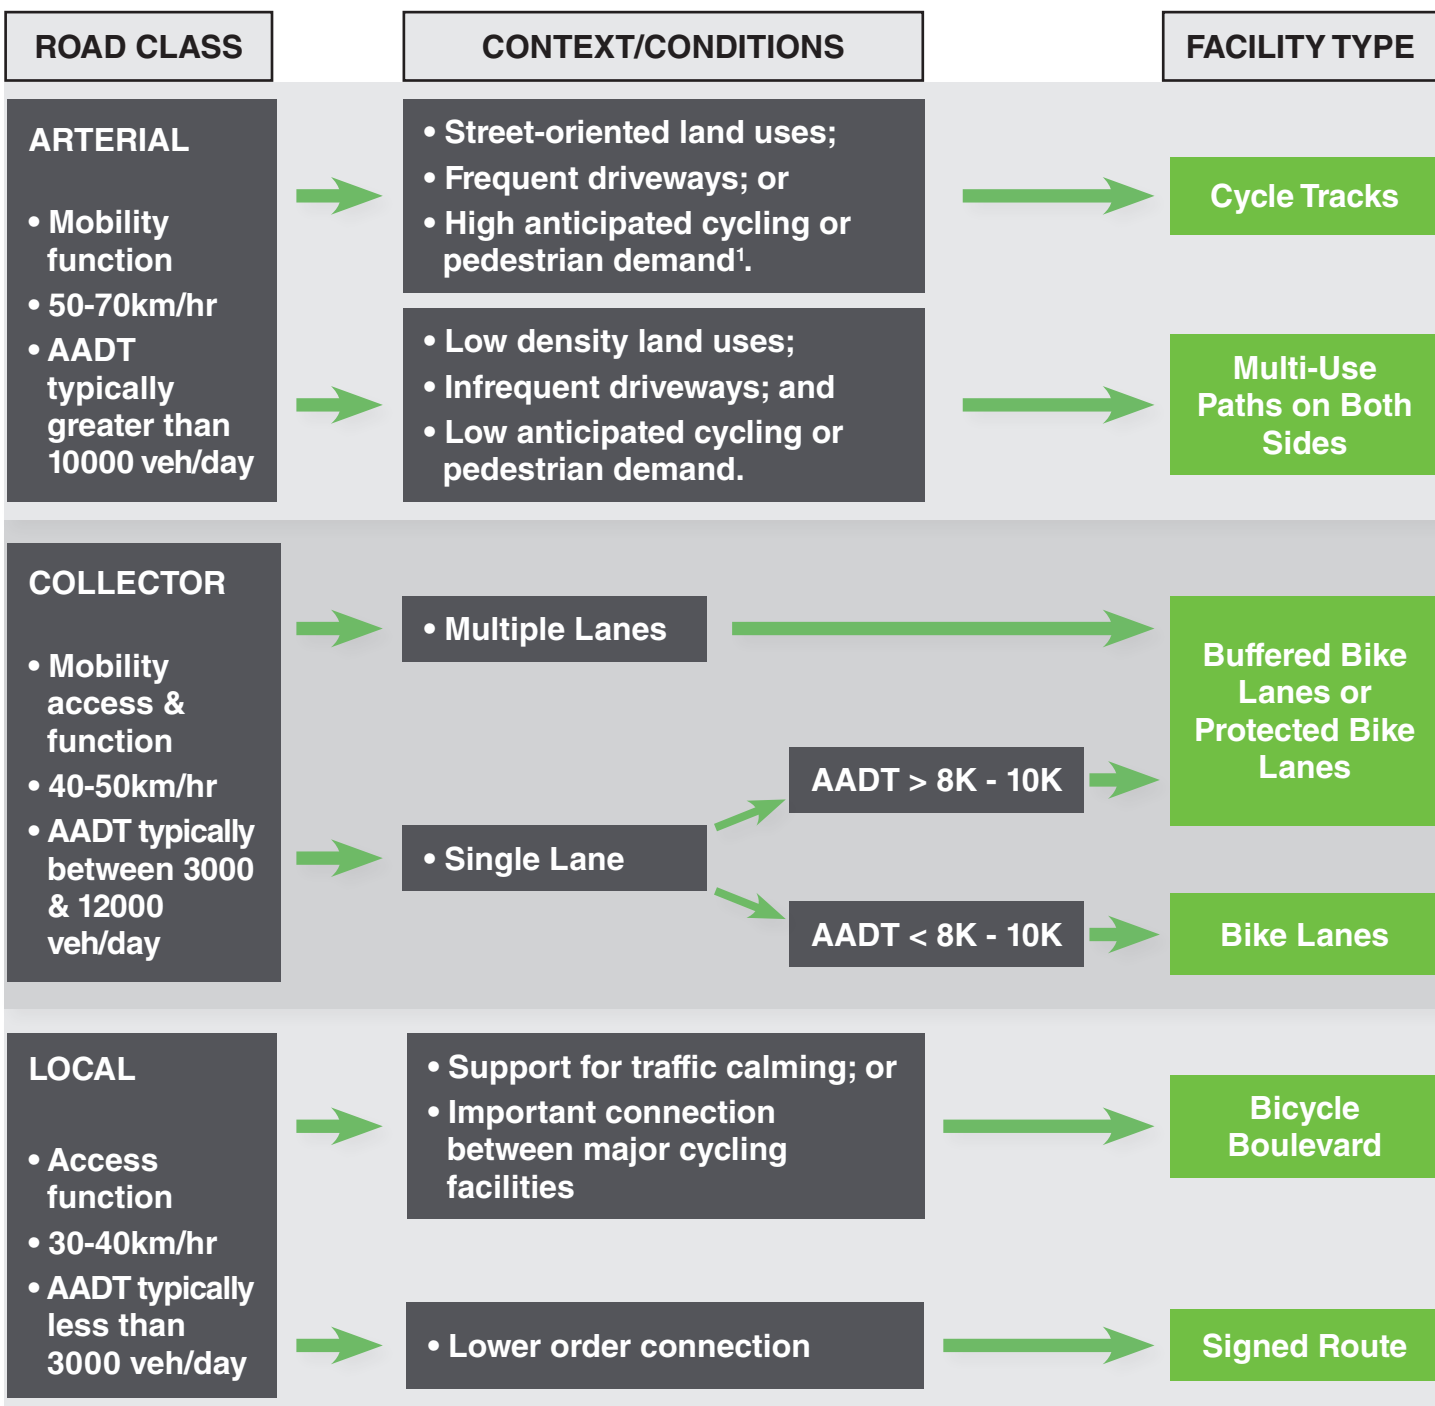 ROAD CLASS
CONTEXT/CONDITIONS
FACILITY TYPE
ARTERIAL
• Mobility
function
• 50-70km/hr
• AADT
typically
greater than
10000 veh/day
• Street-oriented land uses;
• Frequent driveways; or
• High anticipated cycling or
pedestrian demand¹.
Cycle Tracks
• Low density land uses;
• Infrequent driveways; and
• Low anticipated cycling or
pedestrian demand.
Multi-Use
Paths on Both
Sides
COLLECTOR
• Mobility
access &
function
• 40-50km/hr
• AADT typically
between 3000
& 12000
veh/day
• Multiple Lanes
Buffered Bike
Lanes or
Protected Bike
Lanes
• Single Lane
AADT > 8K - 10K
AADT < 8K - 10K
Bike Lanes
LOCAL
• Access
function
• 30-40km/hr
• AADT typically
less than
3000 veh/day
• Support for traffic calming; or
• Important connection
between major cycling
facilities
Bicycle
Boulevard
• Lower order connection
Signed Route